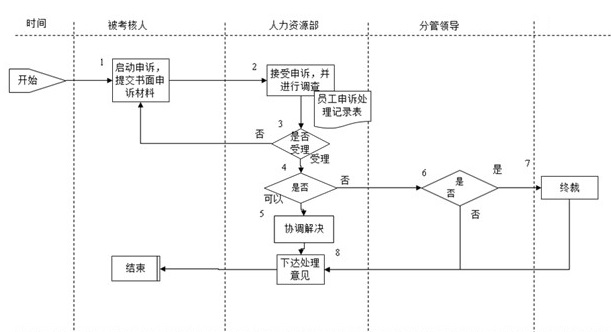 时间
被考核人
人力资源部
分管领导
开始
1
启动申诉，
提交书面申
诉材料
2
接受申诉，并
进行调查
员工申诉处
理记录表
3
是否
受理
否
受理
4
是否
否
可以
5
协调解决
6
是
否
是
否
7
终裁
8
下达处理
意见
结束